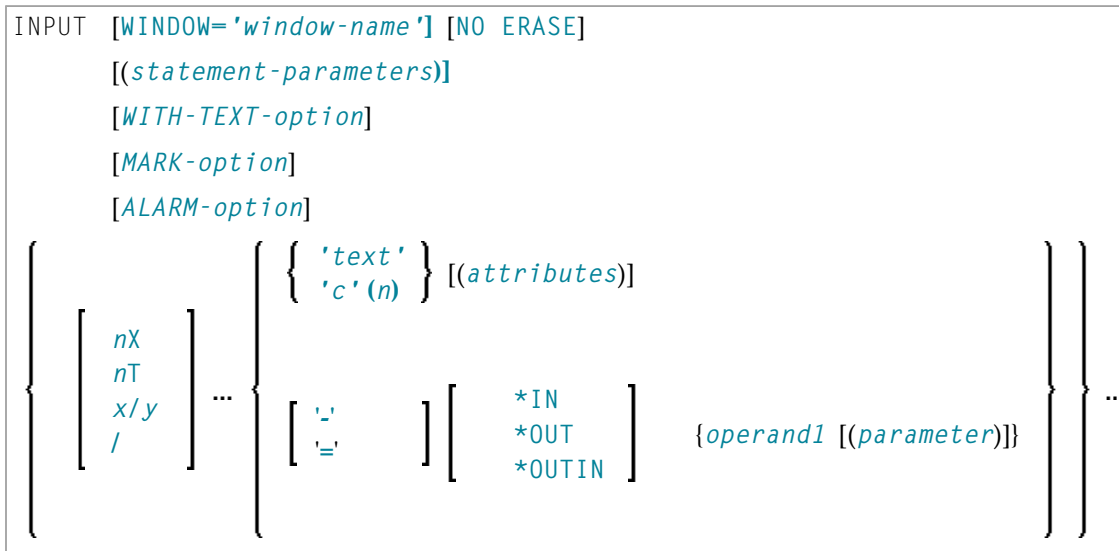 INPUT [WINDOW='window-name'] [NO ERASE]
[(statement-parameters)]
[WITH-TEXT-option]
[MARK-option]
[ALARM-option]
'text'
'c' (n)
[(attributes)]
nX
nT
x/y
/
...
'-'
'='
*IN
*OUT
*OUTIN
{operand1 [(parameter)]}
..